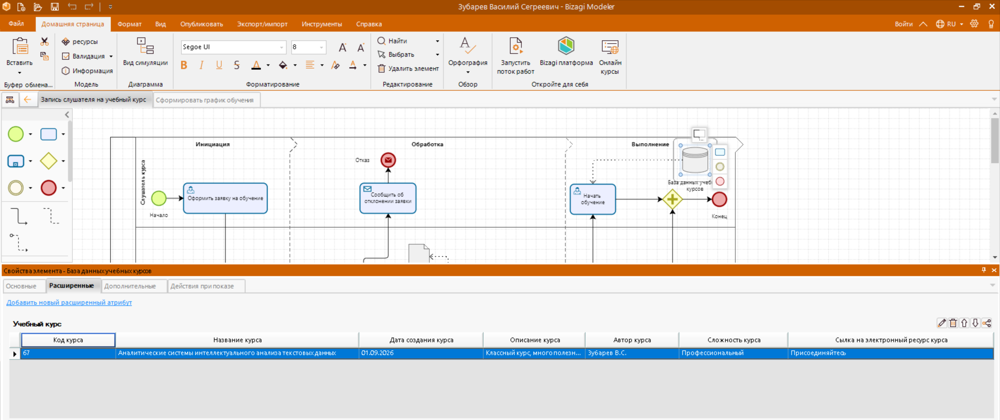 Зубарев Василий Сегреевич - Bizagi Modeler
Файл Домашняя страница Формат Вид Опубликовать Экспорт/импорт Инструменты Справка Войти RU
Вставить
Буфер обмена...
ресурсы
Валидация
Информация
Модель
Вид симуляции
Диаграмма
Segoe UI 8
B I U S A A A
Форматирование
Найти
Выбрать
Удалить элемент
Редактирование
Орфография
Обзор
Запустить
поток работ
Bizagi платформа
Онлайн
курсы
Откройте для себя
Запись слушателя на учебный курс Сформировать график обучения
Инициация Обработка Выполнение
Слушатель курса
Отказ
Начало
Оформить заявку на обучение
Сообщить об
отклонении заявки
Начать
обучение
База данных учеб
курсов
Конец
Свойства элемента - База данных учебных курсов
Основные Расширенные Дополнительные Действия при показе
Добавить новый расширенный атрибут
Учебный курс
Код курса Название курса Дата создания курса Описание курса Автор курса Сложность курса Сылка на электронный ресурс курса
67 Аналитические системы интеллектуального анализа текстовых данных 01.09.2026 Классный курс, много полезн... Зубарев В.С. Профессиональный Присоединяйтесь